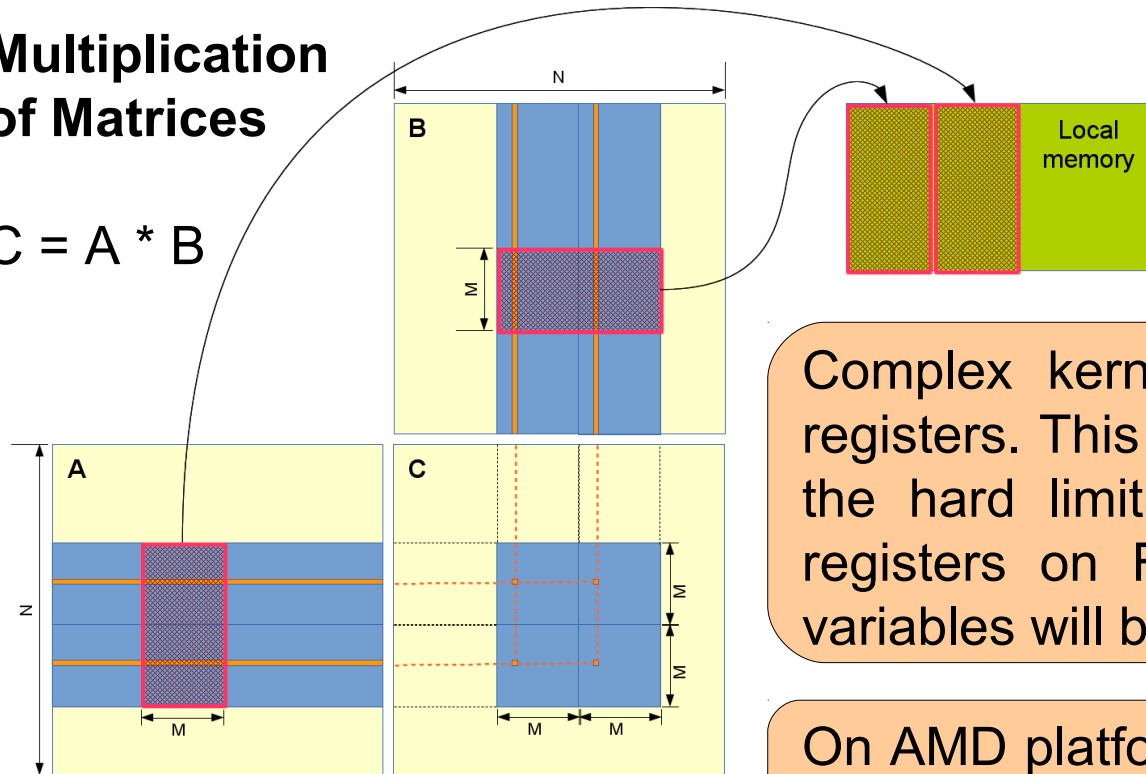 Multiplication
of Matrices
C = A * B
N
B
M
Local
memory
A
N
M
C
M
M
M
M
Complex kern
registers. This
the hard limit
registers on
variables will b
On AMD platfo